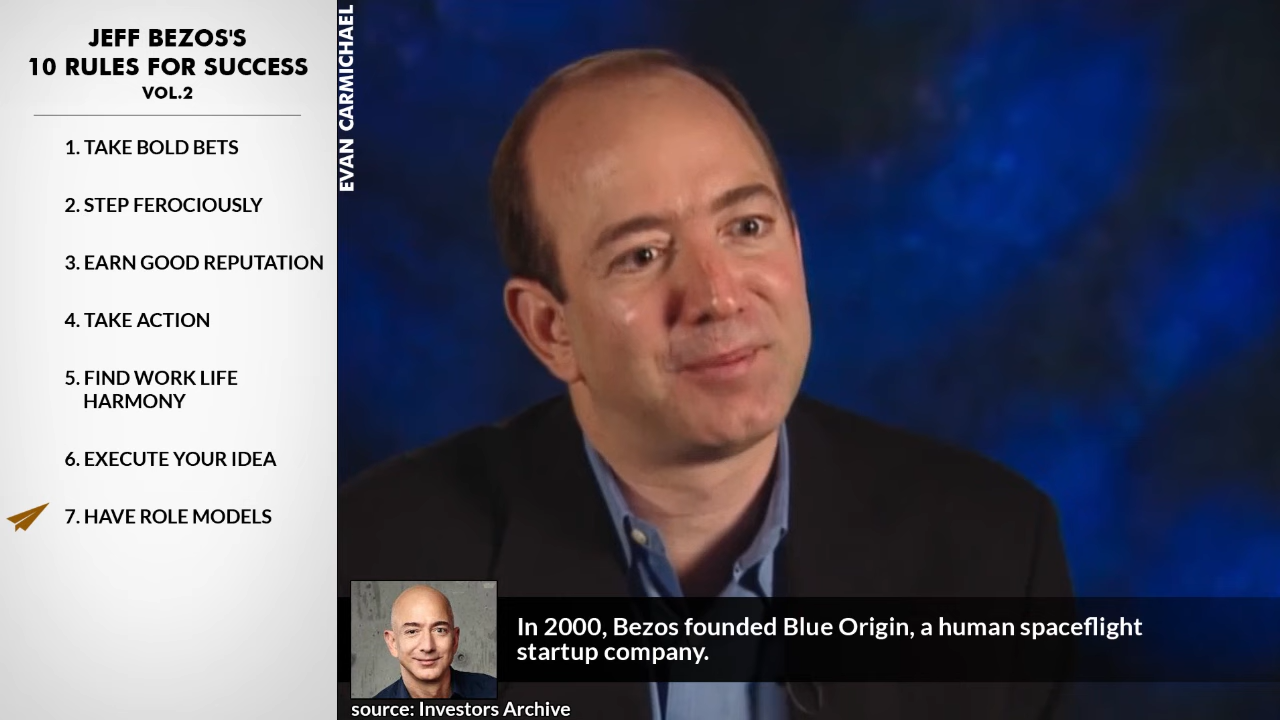 JEFF BEZOS'S
10 RULES FOR SUCCESS
VOL.2
1. TAKE BOLD BETS
2. STEP FEROCIOUSLY
3. EARN GOOD REPUTATION
4. TAKE ACTION
5. FIND WORK LIFE
HARMONY
6. EXECUTE YOUR IDEA
7. HAVE ROLE MODELS
EVAN CARMICHAEL
In 2000, Bezos founded Blue Origin, a human spaceflight
startup company.
source: Investors Archive